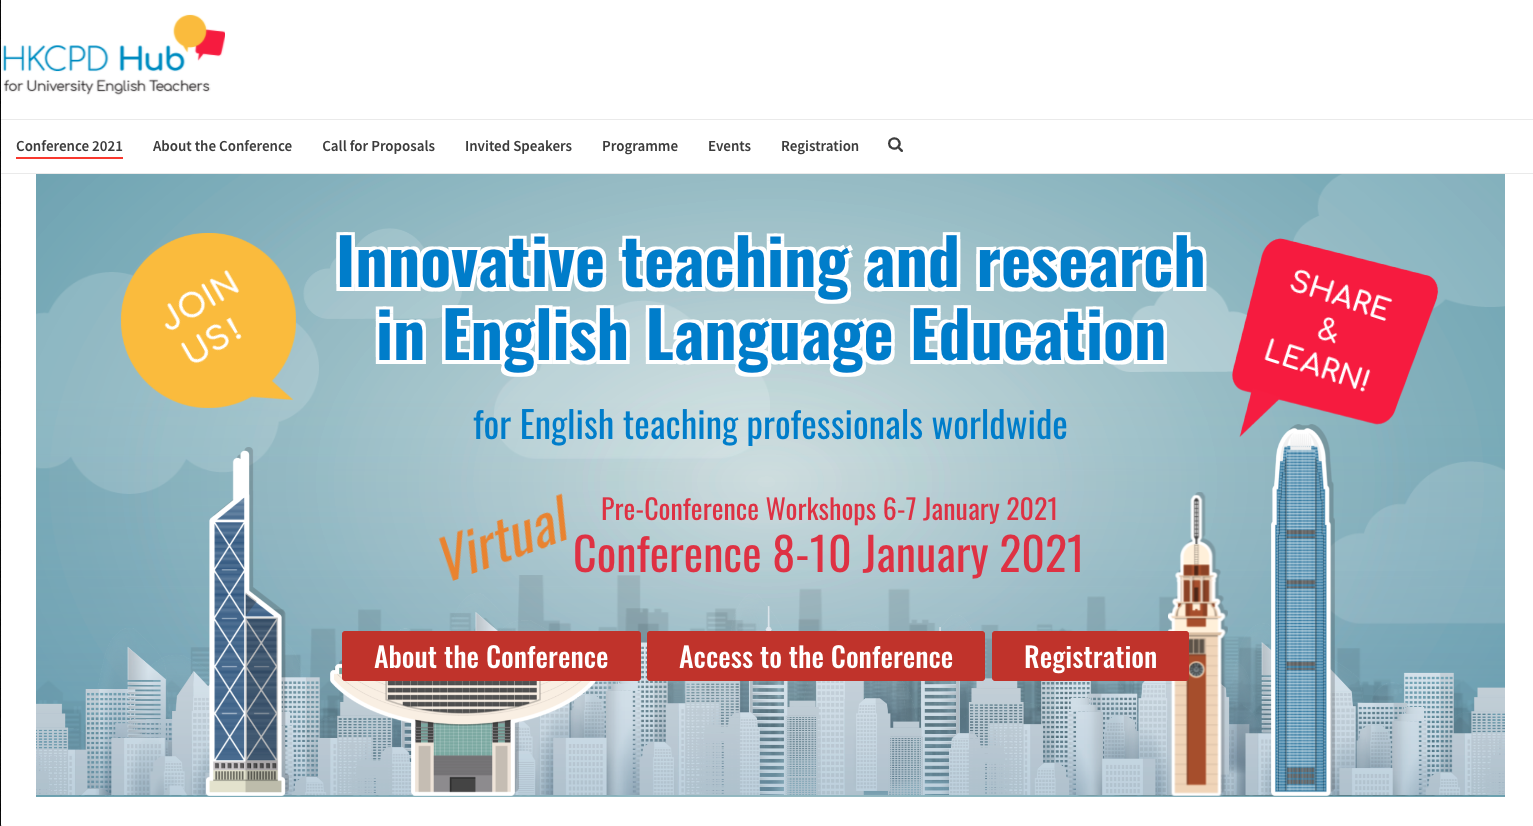 HKCPD Hub
for University English Teachers
Conference 2021
About the Conference
Call for Proposals
Invited Speakers
Programme
Events
Registration
JOIN
US!
Innovative teaching and research
in English Language Education
SHARE
&
LEARN!
for English teaching professionals worldwide
Virtual
Pre-Conference Workshops 6-7 January 2021
Conference 8-10 January 2021
About the Conference
Access to the Conference
Registration